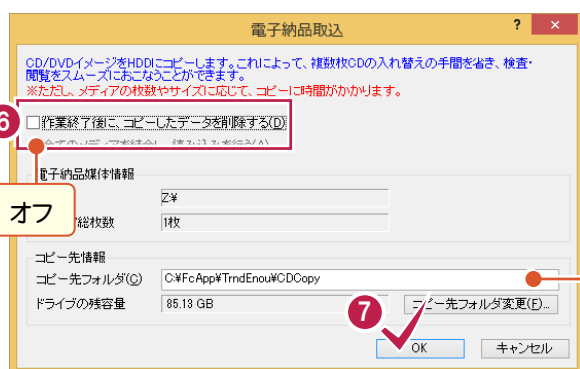 電子納品取込
? ×
CD/DVDイメージをHDDにコピーします。これによって、複数枚CDの入れ替えの手間を省き、検査・
閲覧をスムーズにおこなうことができます。
※ただし、メディアの枚数やサイズに応じて、コピーに時間がかかります。
6
作業終了後に、コピーしたデータを削除する(D)
電子納品媒体情報
Z:¥
オフ
総枚数 1枚
コピー先情報
コピー先フォルダ(C) C:¥FcApp¥TrndEnou¥CDCopy
ドライブの残容量 85.13 GB
7
コピー先フォルダ変更(F)...
OK キャンセル